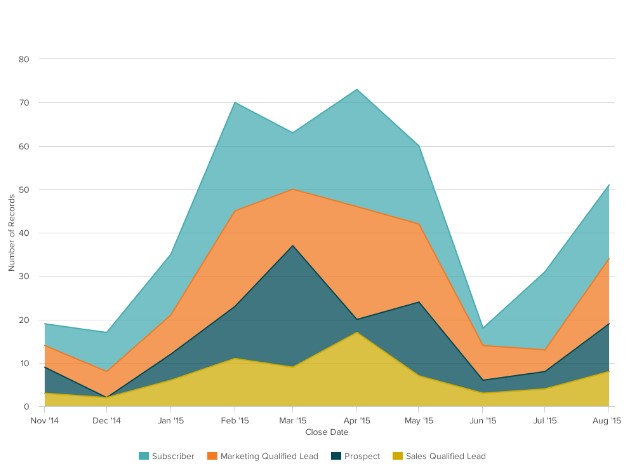 80
70
60
50
40
30
20
10
0
Number of Records
Nov '14 Dec '14 Jan '15 Feb '15 Mar '15 Apr '15 May '15 Jun '15 Jul '15 Aug '15
Close Date
Subscriber Marketing Qualified Lead Prospect Sales Qualified Lead